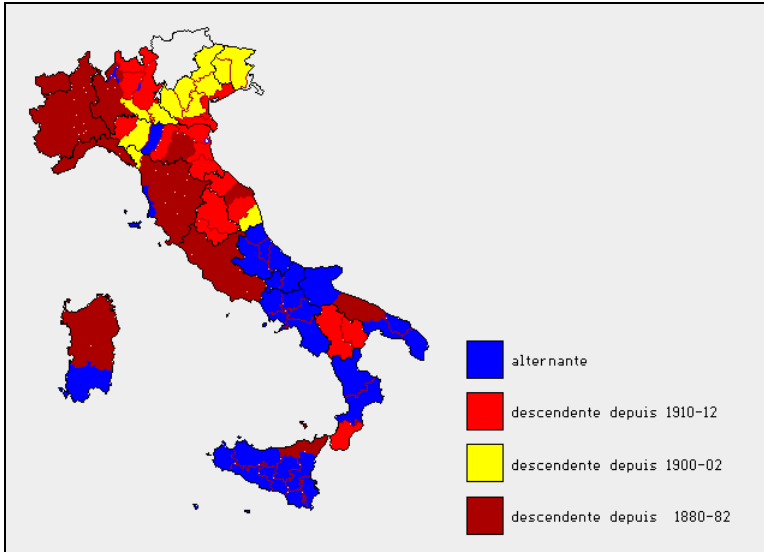 alternante
descendente depuis 1910-12
descendente depuis 1900-02
descendente depuis 1880-82